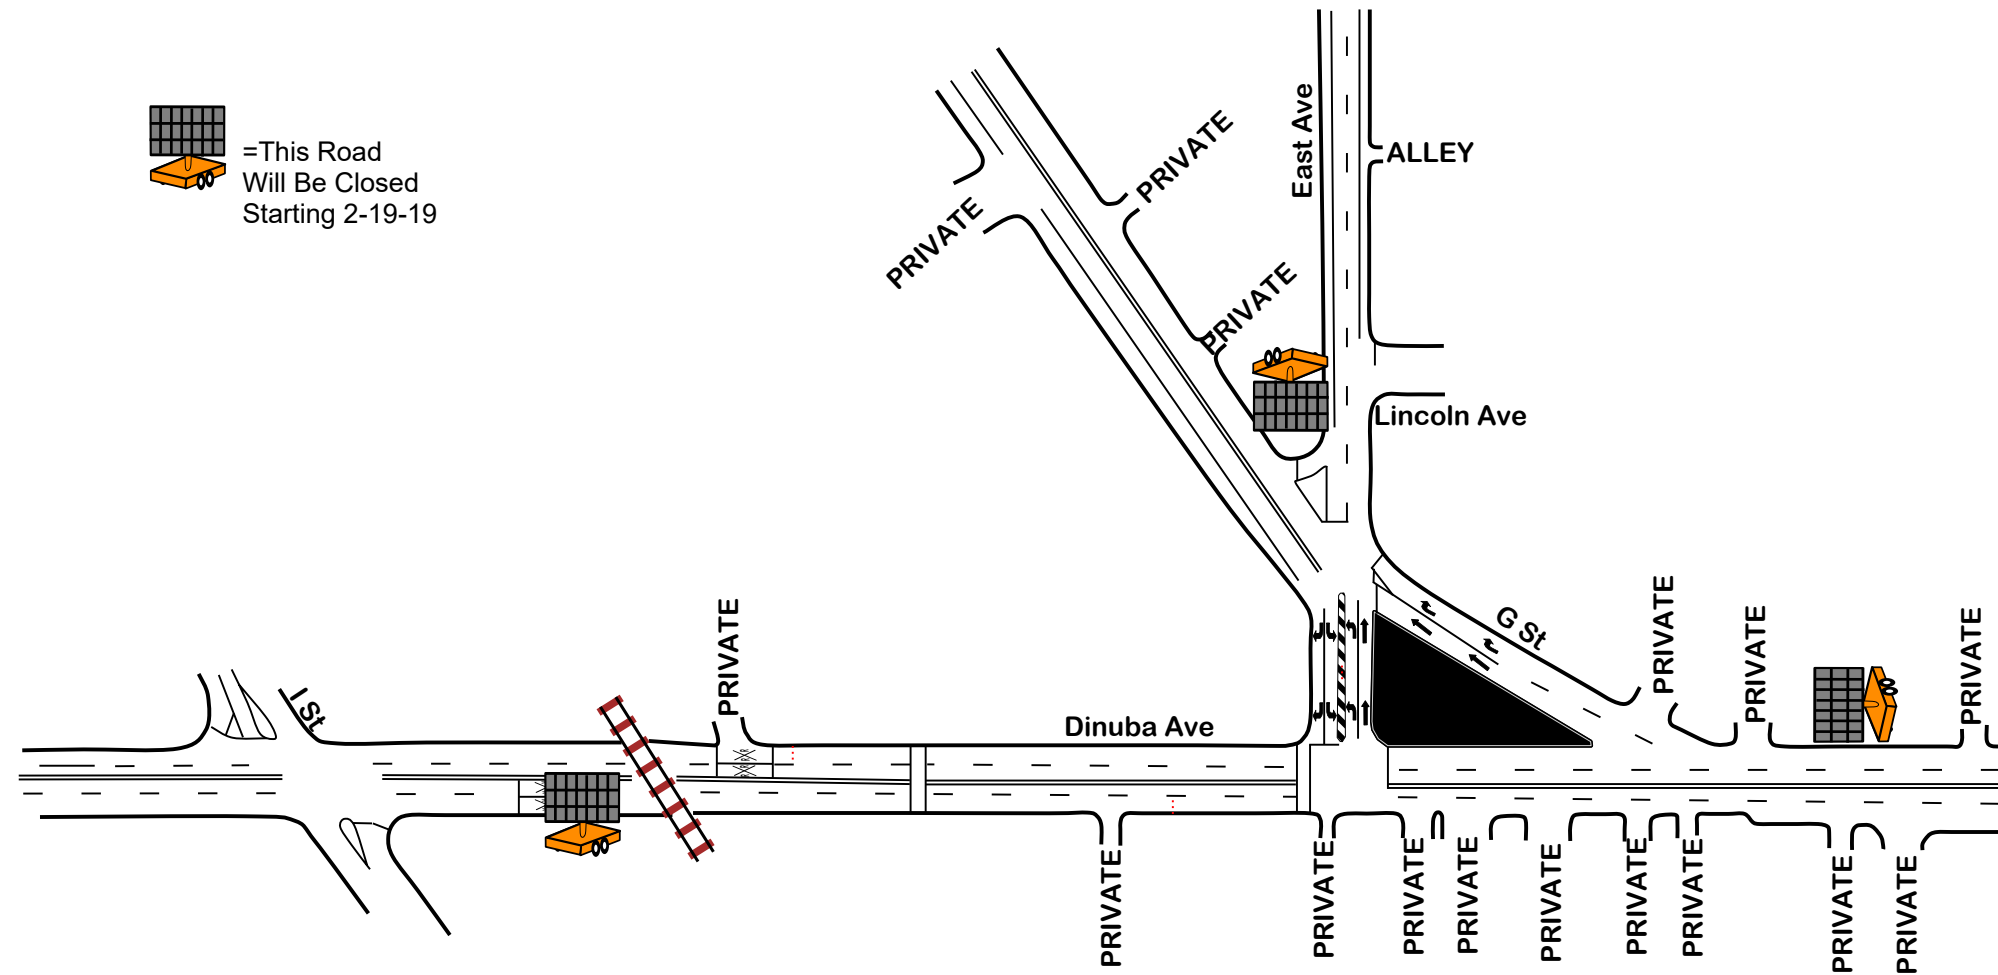 =This Road
Will Be Closed
Starting 2-19-19
PRIVATE
PRIVATE
PRIVATE
East Ave
ALLEY
Lincoln Ave
G St
PRIVATE
PRIVATE
PRIVATE
I St
PRIVATE
Dinuba Ave
PRIVATE
PRIVATE
PRIVATE
PRIVATE
PRIVATE
PRIVATE
PRIVATE
PRIVATE
PRIVATE